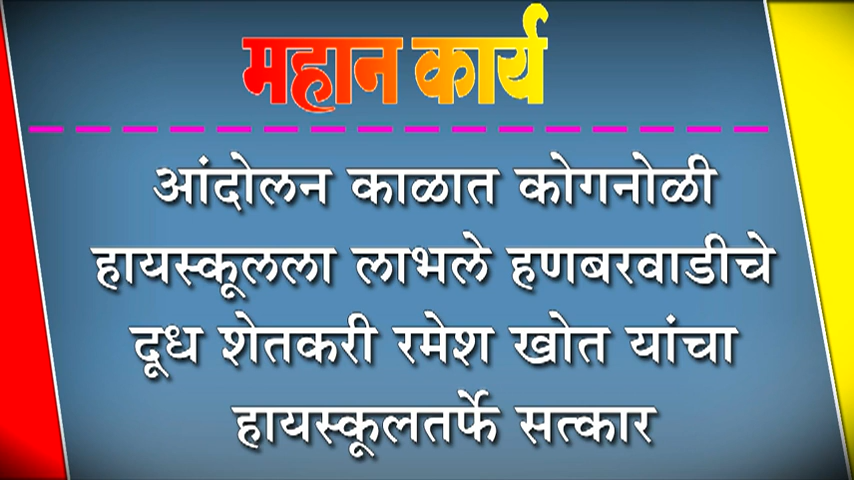 महान कार्य
आंदोलन काळात कोगनोळी
हायस्कूलला लाभले हणबरवाडीचे
दूध शेतकरी रमेश खोत यांचा
हायस्कूलतर्फे सत्कार